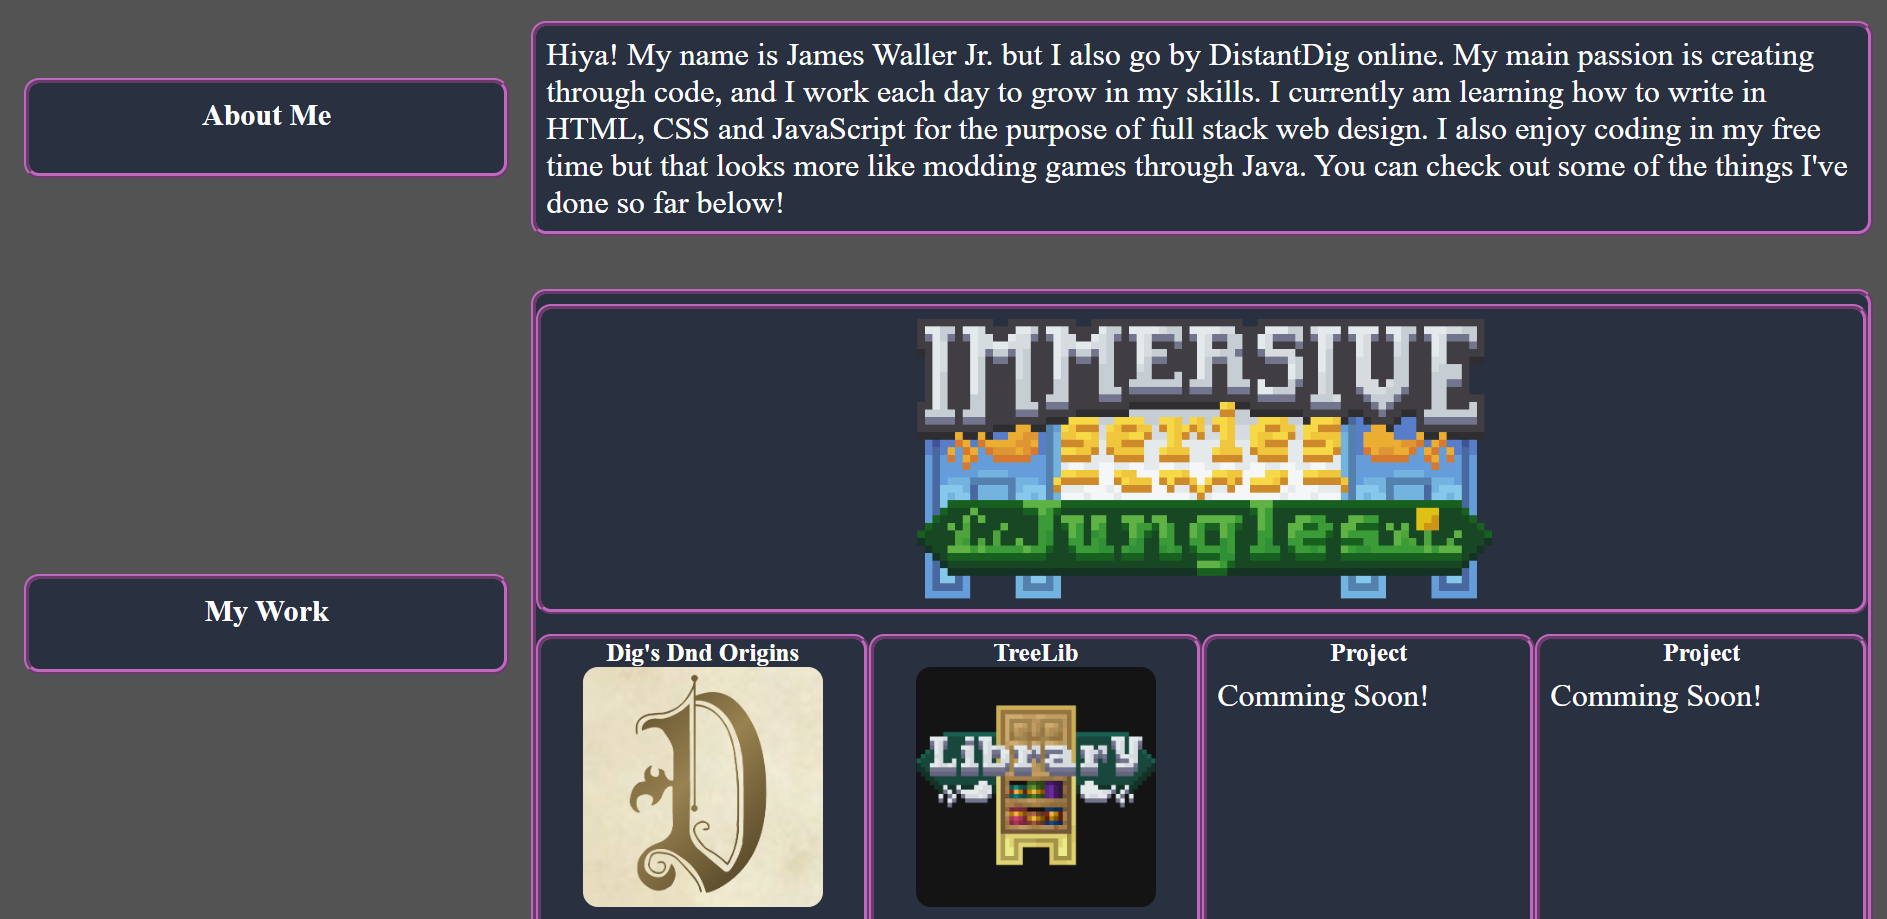 About Me
Hiya! My name is James Waller Jr. but I also go by DistantDig online. My main passion is creating
through code, and I work each day to grow in my skills. I currently am learning how to write in
HTML, CSS and JavaScript for the purpose of full stack web design. I also enjoy coding in my free
time but that looks more like modding games through Java. You can check out some of the things I've
done so far below!
My Work
IMMERSIVE
series
Jungles
Dig's Dnd Origins
D
TreeLib
Library
Project
Comming Soon!
Project
Comming Soon!